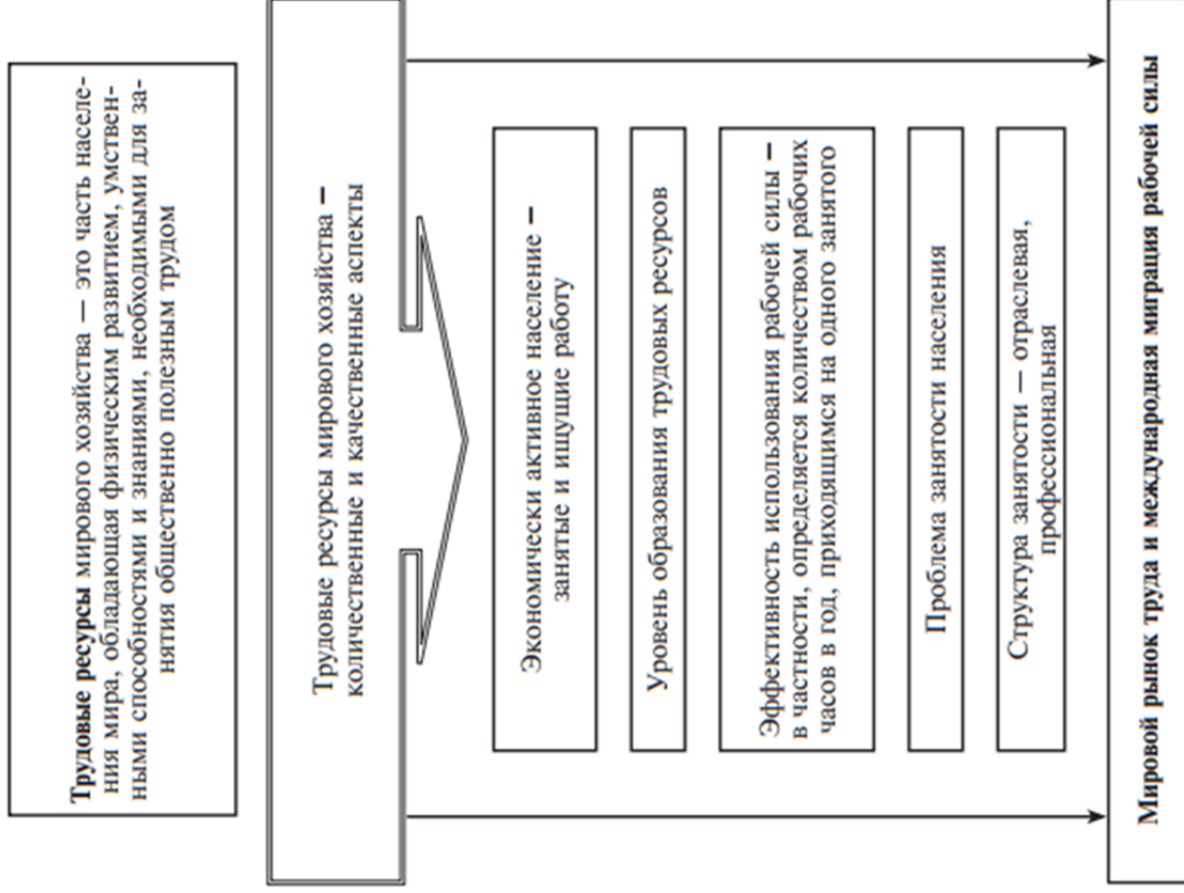 Трудовые ресурсы мирового хозяйства — это часть населе-
ния мира, обладающая физическим развитием, умствен-
ными способностями и знаниями, необходимыми для за-
нятия общественно полезным трудом
Трудовые ресурсы мирового хозяйства —
количественные и качественные аспекты
Экономически активное население —
занятые и ищущие работу
Уровень образования трудовых ресурсов
Эффективность использования рабочей силы —
в частности, определяется количеством рабочих
часов в год, приходящимся на одного занятого
Проблема занятости населения
Структура занятости — отраслевая,
профессиональная
Мировой рынок труда и международная миграция рабочей силы